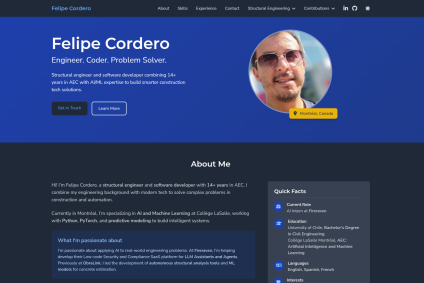 Felipe Cordero
About
Skills
Experience
Contact
Structural Engineering
Contributions
Felipe Cordero
Engineer. Coder. Problem Solver.
Structural engineer and software developer combining 14+
years in AEC with AI/ML expertise to build smarter construction
tech solutions.
Get in Touch
Learn More
Montréal, Canada
About Me
Hi! I'm Felipe Cordero, a structural engineer and software developer with 14+ years in AEC. I
combine my engineering background with modern tech to solve complex problems in
construction and automation.
Currently in Montréal, I'm specializing in AI and Machine Learning at Collège LaSalle, working
with Python, PyTorch, and predictive modeling to build intelligent systems.
What I'm passionate about
I'm passionate about applying AI to real-world engineering problems. At Fireraven, I'm helping
develop their Low-code Security and Compliance SaaS platform for LLM Assistants and Agents.
Previously at ObraLink, I led the development of autonomous structural analysis tools and ML
models for concrete estimation.
Quick Facts
Current Role
AI Intern at Fireraven
Education
University of Chile, Bachelor's Degree
in Civil Engineering
Collège LaSalle Montréal, AEC:
Artificial Intelligence and Machine
Learning
Languages
English, Spanish, French
Interests